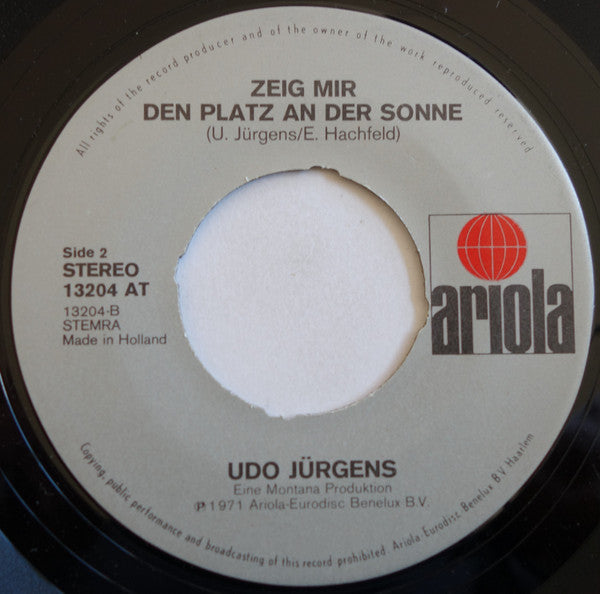 All rights of the record producer and of the owner of the work reproduced reserved
ZEIG MIR
DEN PLATZ AN DER SONNE
(U. Jürgens/E. Hachfeld)
Side 2
STEREO
13204 AT
13204-B
STEMRA
Made in Holland
ariola
UDO JÜRGENS
Eine Montana Produktion
℗ 1971 Ariola-Eurodisc Benelux B.V.
Copying, public performance and broadcasting of this record prohibited. Ariola Eurodisc Benelux B.V. Haarlem